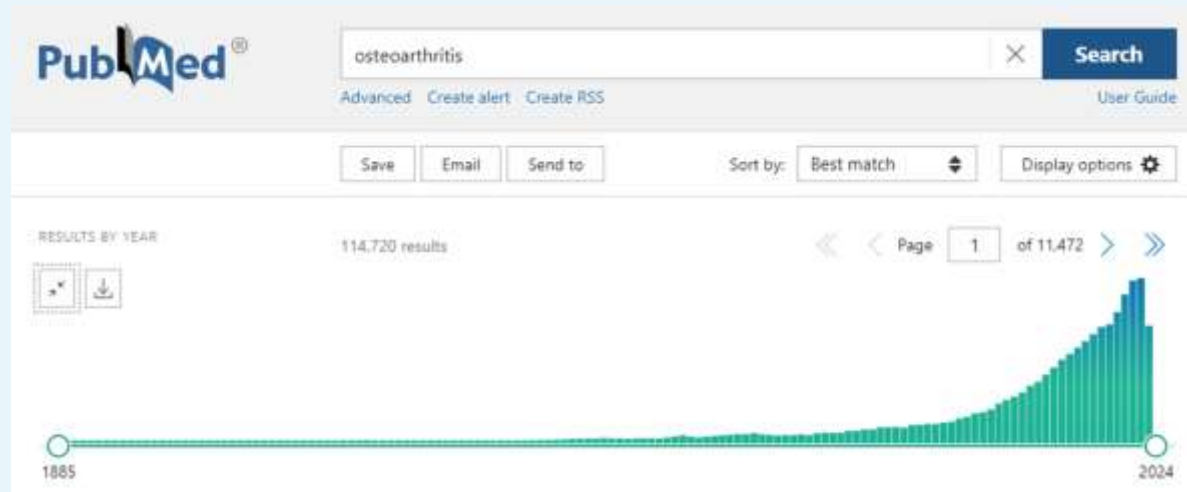 PubMed®
osteoarthritis
Search
Advanced Create alert Create RSS
User Guide
Save Email Send to
Sort by: Best match
Display options
RESULTS BY YEAR
114,720 results
Page 1 of 11,472
1885
2024